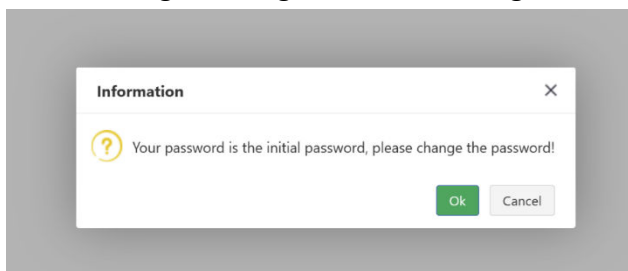 Information
Your password is the initial password, please change the password!
Ok
Cancel